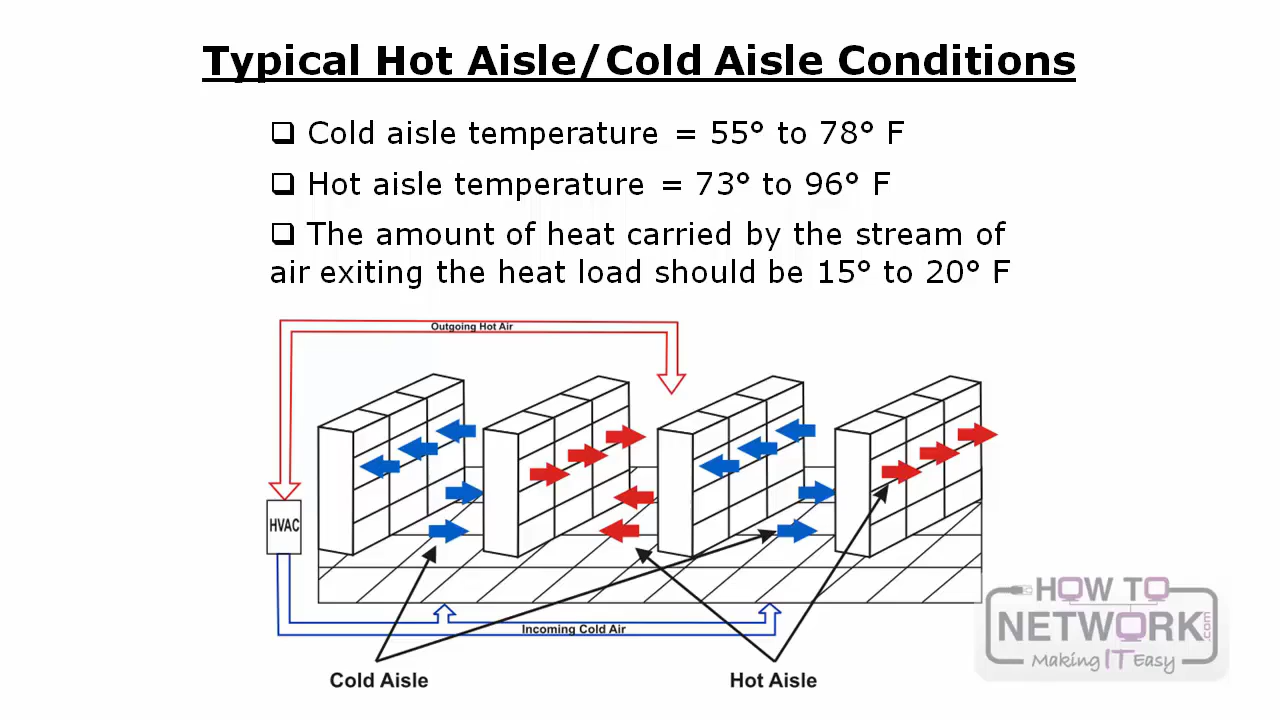 Typical Hot Aisle/Cold Aisle Conditions
Cold aisle temperature = 55° to 78° F
Hot aisle temperature = 73° to 96° F
The amount of heat carried by the stream of
air exiting the heat load should be 15° to 20° F
Outgoing Hot Air
HVAC
Incoming Cold Air
Cold Aisle
Hot Aisle
HOW TO
NETWORK.com
Making IT Easy